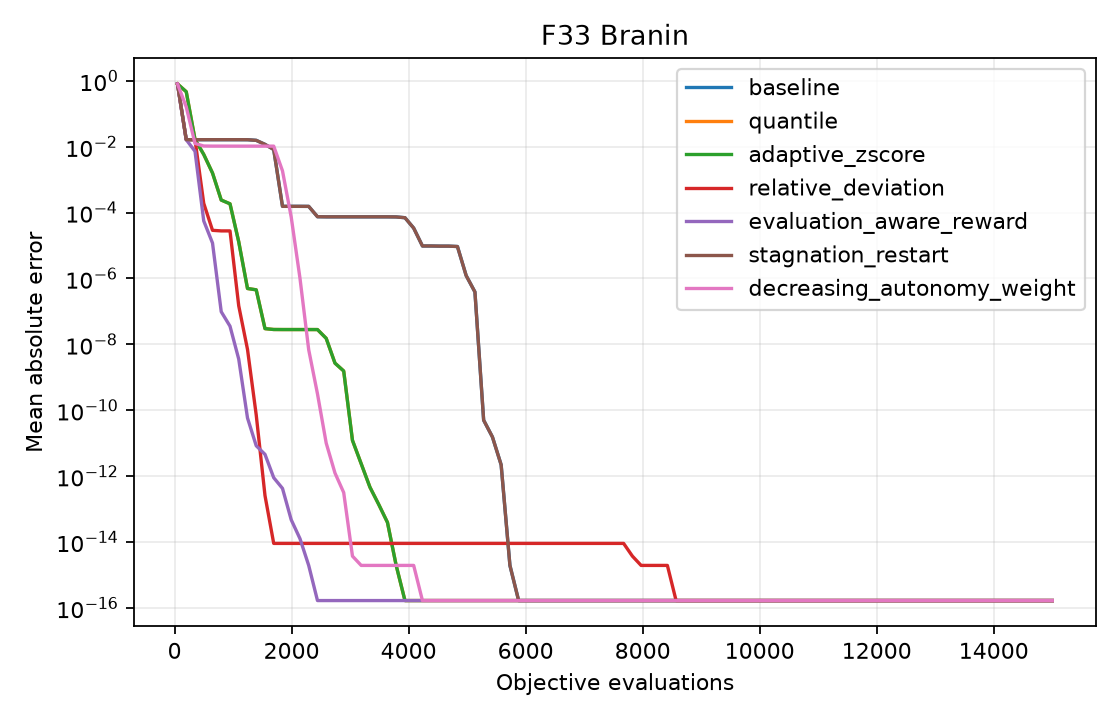 F33 Branin
Mean absolute error
10⁰
10⁻²
10⁻⁴
10⁻⁶
10⁻⁸
10⁻¹⁰
10⁻¹²
10⁻¹⁴
10⁻¹⁶
baseline
quantile
adaptive_zscore
relative_deviation
evaluation_aware_reward
stagnation_restart
decreasing_autonomy_weight
0 2000 4000 6000 8000 10000 12000 14000
Objective evaluations